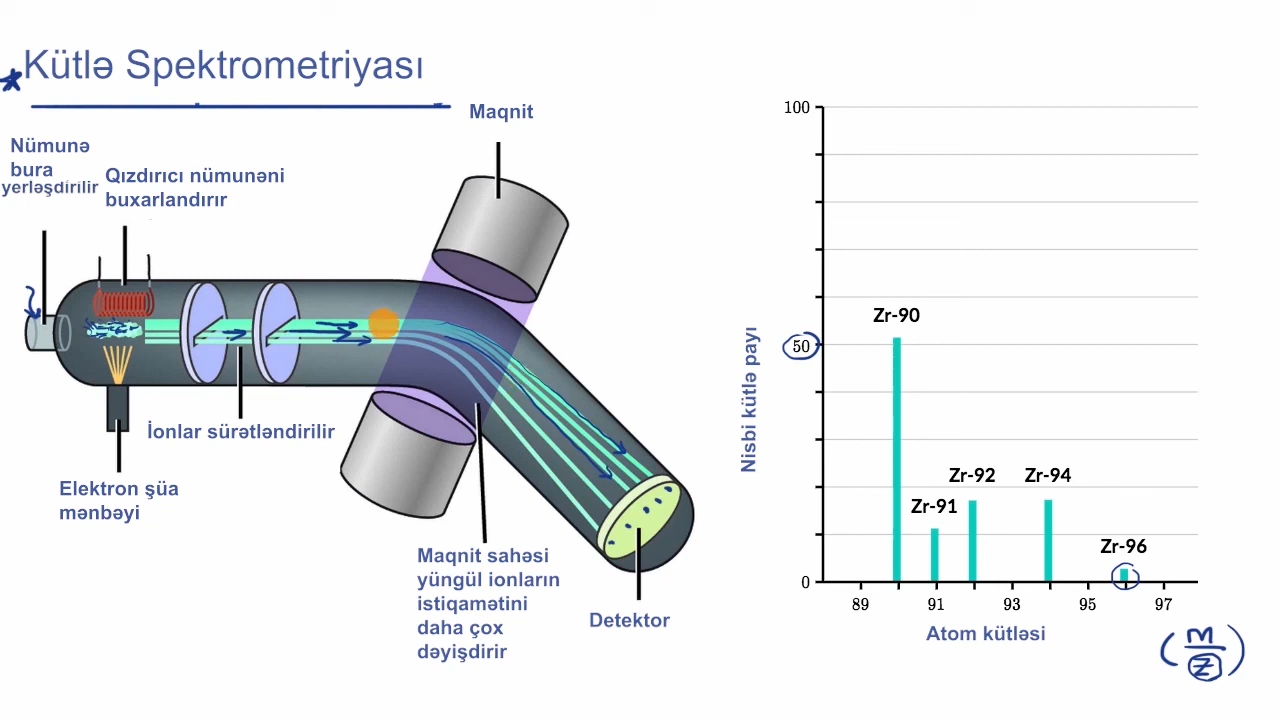 Kütlə Spektrometriyası
Nümunə
bura
yerləşdirilir
Qızdırıcı nümunəni
buxarlandırır
Maqnit
İonlar sürətləndirilir
Elektron şüa
mənbəyi
Maqnit sahəsi
yüngül ionların
istiqamətini
daha çox
dəyişdirir
Detektor
Nisbi kütlə payı
100
50
0
Zr-90
Zr-91
Zr-92
Zr-94
Zr-96
89 91 93 95 97
Atom kütləsi
(M/Z)